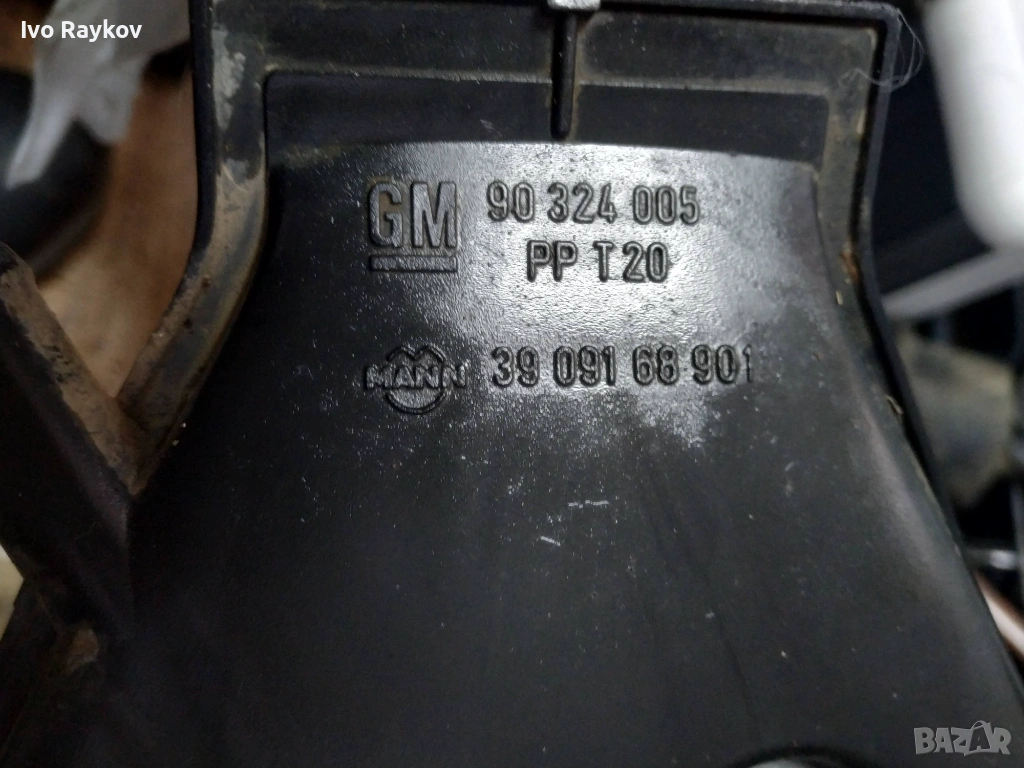 Ivo Raykov
GM 90 324 005
PP T20
MANN 39 091 68 901
BAZAR